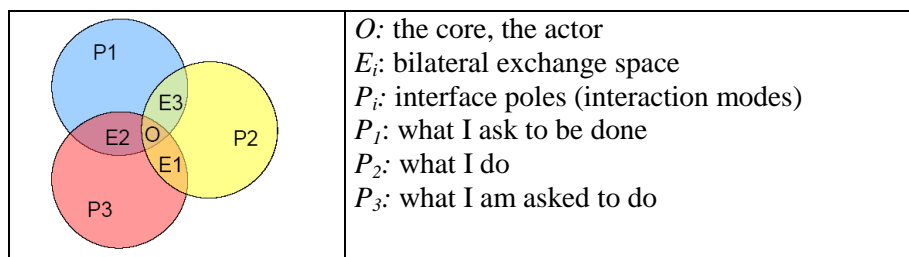 P1
E3
E2
O
P2
E1
P3
O: the core, the actor
Ei: bilateral exchange space
Pi: interface poles (interaction modes)
P1: what I ask to be done
P2: what I do
P3: what I am asked to do